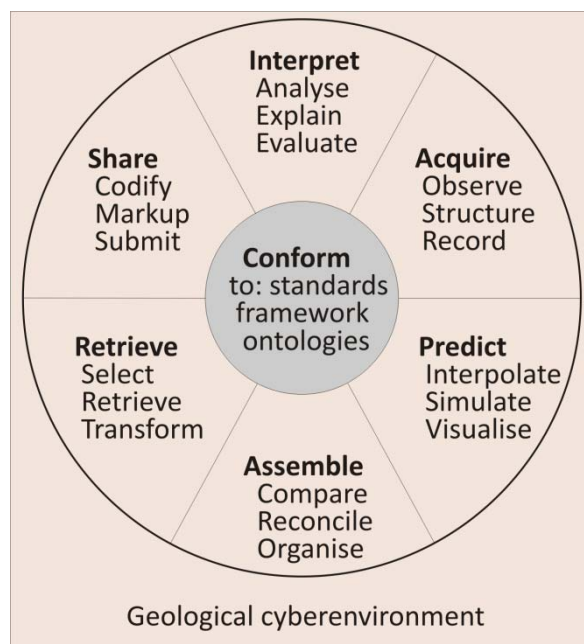 Interpret
Analyse
Explain
Evaluate
Share
Codify
Markup
Submit
Acquire
Observe
Structure
Record
Conform
to: standards
framework
ontologies
Retrieve
Select
Retrieve
Transform
Predict
Interpolate
Simulate
Visualise
Assemble
Compare
Reconcile
Organise
Geological cyberenvironment